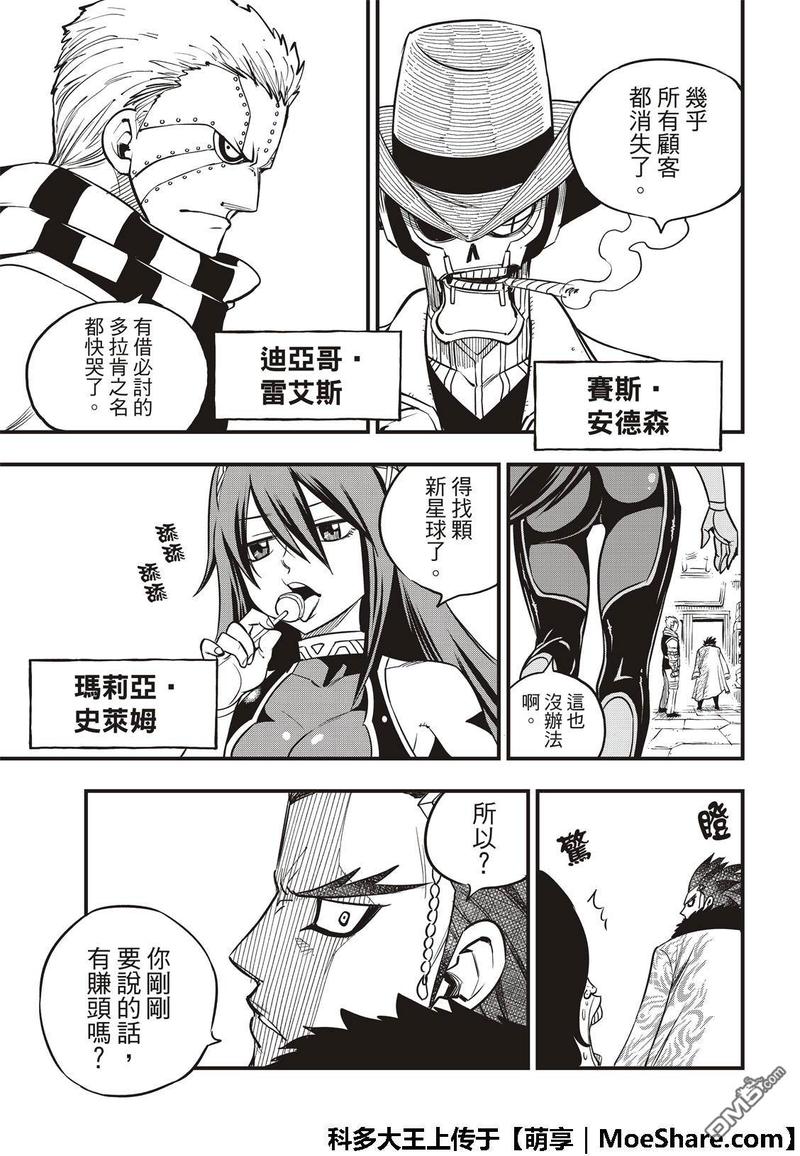 幾乎
所有顧客
都消失了。
賽斯·
安德森
有借必討的
多拉肯之名
都快哭了。
迪亞哥·
雷艾斯
這也
沒辦法
啊。
得找顆
新星球了。
舔舔
舔舔
瑪莉亞·
史萊姆
瞪
驚
所以？
你剛剛
要說的話，
有賺頭嗎？
DM5.com
科多大王上传于【萌享｜MoeShare.com】